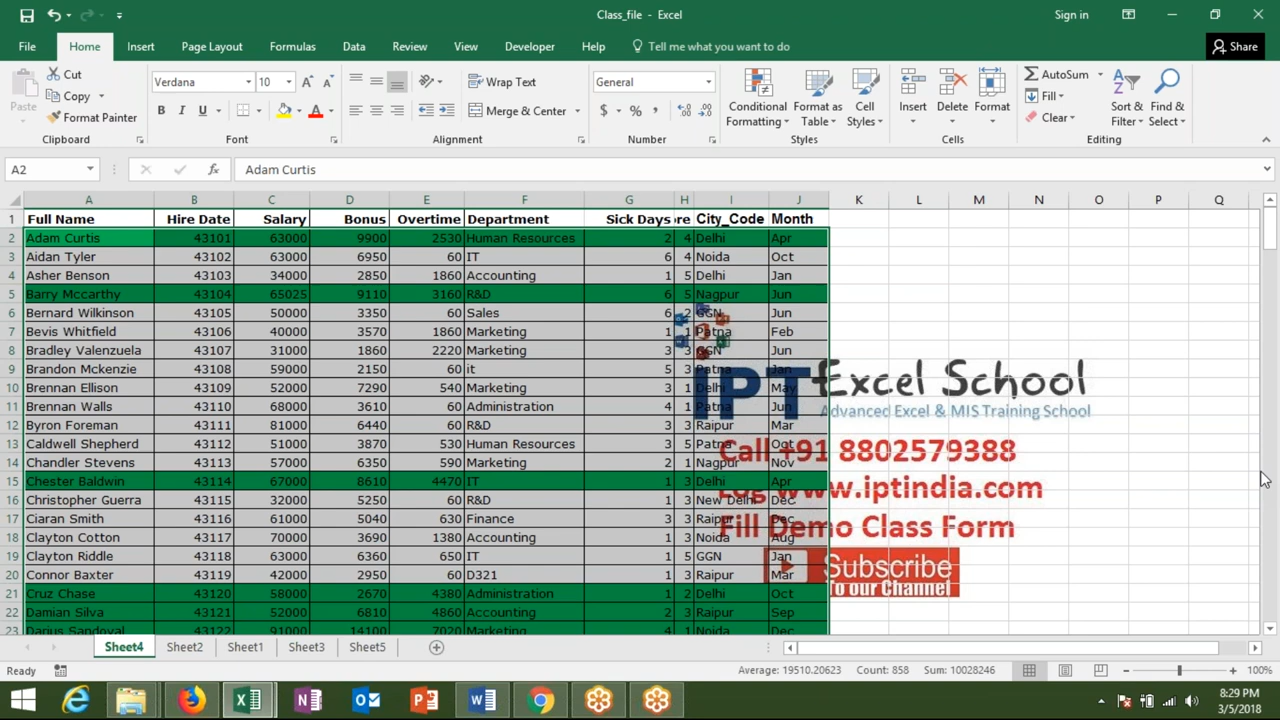 Class_file - Excel
Sign in
File Home Insert Page Layout Formulas Data Review View Developer Help Tell me what you want to do Share
Paste Cut Copy Format Painter
Verdana 10 B I U
Wrap Text Merge & Center
General $ % ,
Conditional Formatting Format as Table Cell Styles
Insert Delete Format
AutoSum Fill Clear Sort & Filter Find & Select
Clipboard Font Alignment Number Styles Cells Editing
A2 fx Adam Curtis
A B C D E F G H I J K L M N O P Q
1 Full Name Hire Date Salary Bonus Overtime Department Sick Days re City_Code Month
2 Adam Curtis 43101 63000 9900 2530 Human Resources 2 4 Delhi Apr
3 Aidan Tyler 43102 63000 6950 60 IT 6 4 Noida Oct
4 Asher Benson 43103 34000 2850 1860 Accounting 1 5 Delhi Jan
5 Barry Mccarthy 43104 65025 9110 3160 R&D 6 5 Nagpur Jun
6 Bernard Wilkinson 43105 50000 3350 60 Sales 6 2 GGN Jun
7 Bevis Whitfield 43106 40000 3570 1860 Marketing 1 1 Patna Feb
8 Bradley Valenzuela 43107 31000 1860 2220 Marketing 3 3 GGN Jun
9 Brandon Mckenzie 43108 59000 2150 60 it 5 3 Patna Jan
10 Brennan Ellison 43109 52000 7290 540 Marketing 3 1 Delhi May
11 Brennan Walls 43110 68000 3610 60 Administration 4 1 Patna Jun
12 Byron Foreman 43111 81000 6440 60 R&D 3 3 Raipur Mar
13 Caldwell Shepherd 43112 51000 3870 530 Human Resources 3 5 Patna Oct
14 Chandler Stevens 43113 57000 6350 590 Marketing 2 1 Nagpur Nov
15 Chester Baldwin 43114 67000 8610 4470 IT 1 3 Delhi Apr
16 Christopher Guerra 43115 32000 5250 60 R&D 1 3 New Delhi Dec
17 Ciaran Smith 43116 61000 5040 630 Finance 3 3 Raipur Dec
18 Clayton Cotton 43117 70000 3690 1380 Accounting 1 3 Noida Aug
19 Clayton Riddle 43118 63000 6360 650 IT 1 5 GGN Jan
20 Connor Baxter 43119 42000 2950 60 D321 1 3 Raipur Mar
21 Cruz Chase 43120 58000 2670 4380 Administration 1 2 Delhi Oct
22 Damian Silva 43121 52000 6810 4860 Accounting 2 3 Raipur Sep
23 Darius Sandoval 43122 91000 14100 7020 Marketing 4 1 Noida Dec
IPT Excel School
Advanced Excel & MIS Training School
Call +91 8802579388
Log www.iptindia.com
Fill Demo Class Form
Subscribe
To our Channel
Sheet4 Sheet2 Sheet1 Sheet3 Sheet5
Ready Average: 19510.20623 Count: 858 Sum: 10028246 100%
8:29 PM
3/5/2018